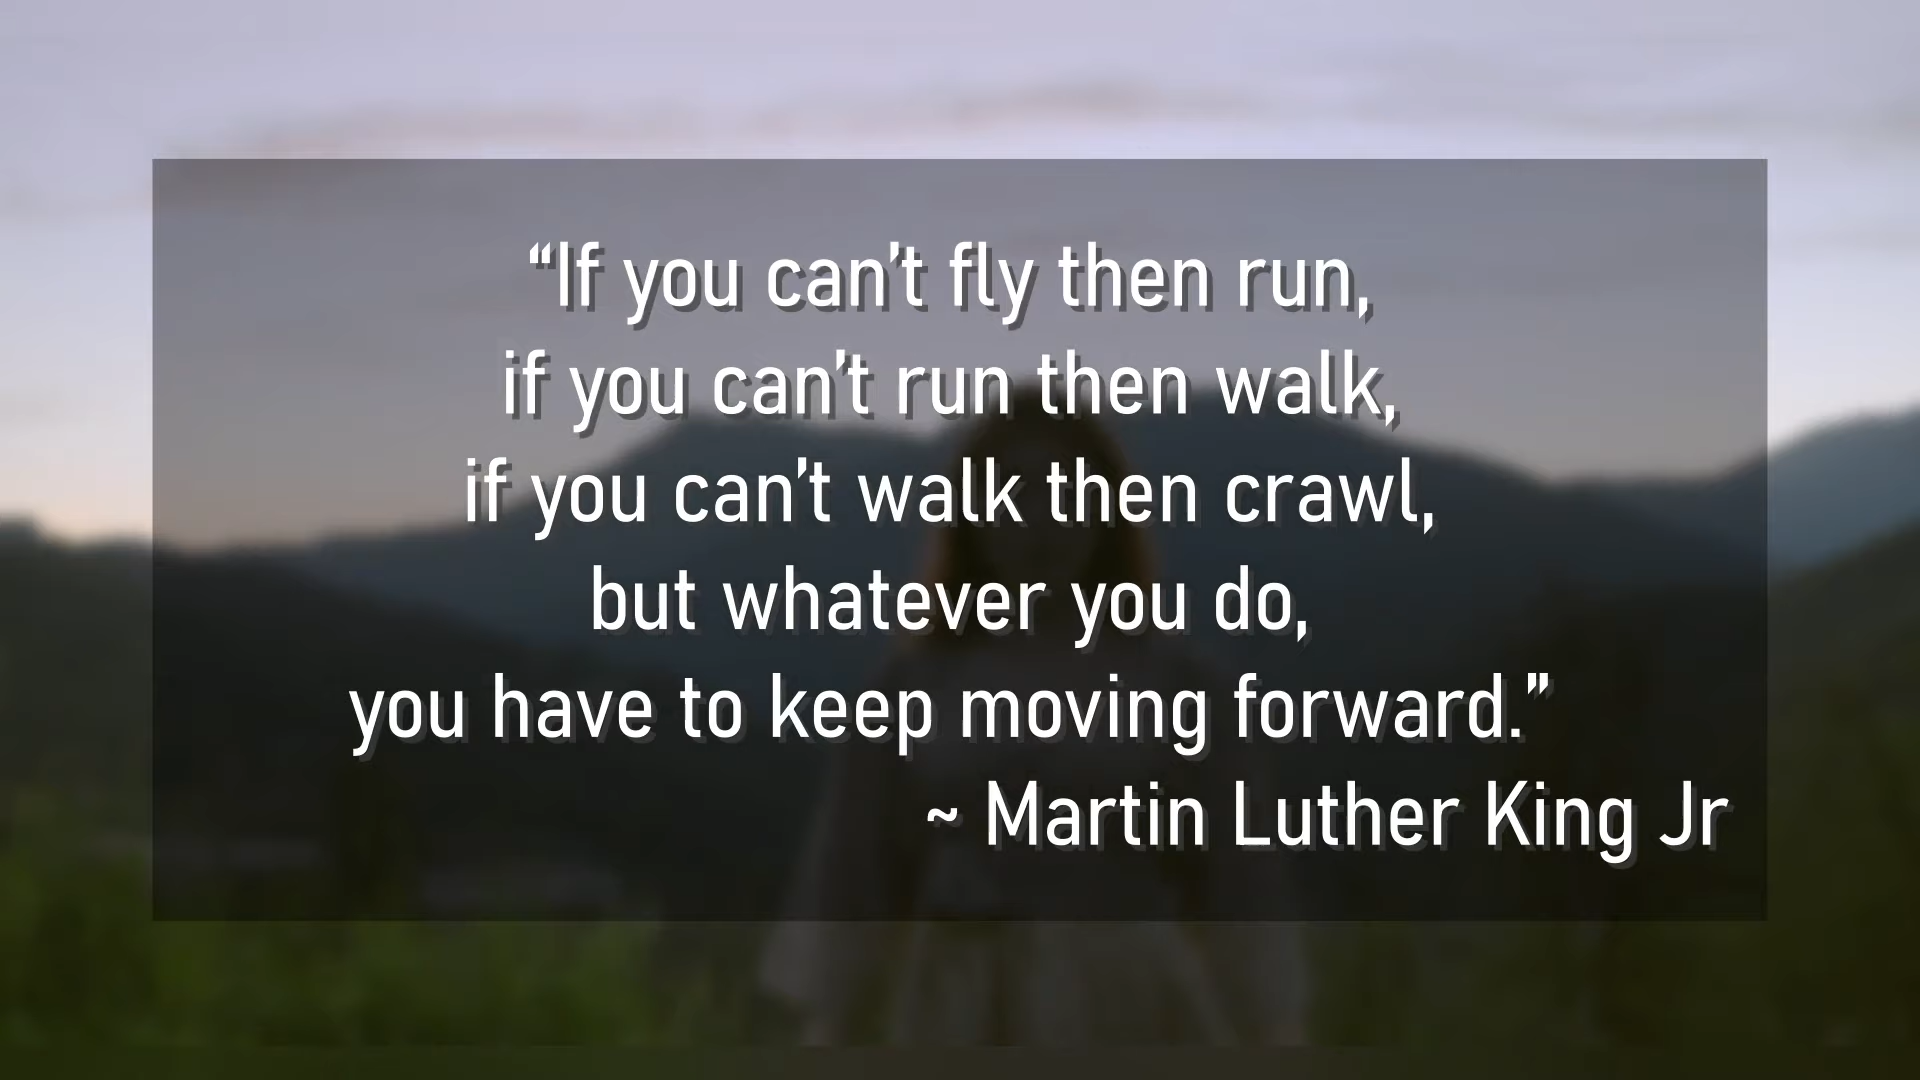 “If you can’t fly then run,
if you can’t run then walk,
if you can’t walk then crawl,
but whatever you do,
you have to keep moving forward.”
~ Martin Luther King Jr